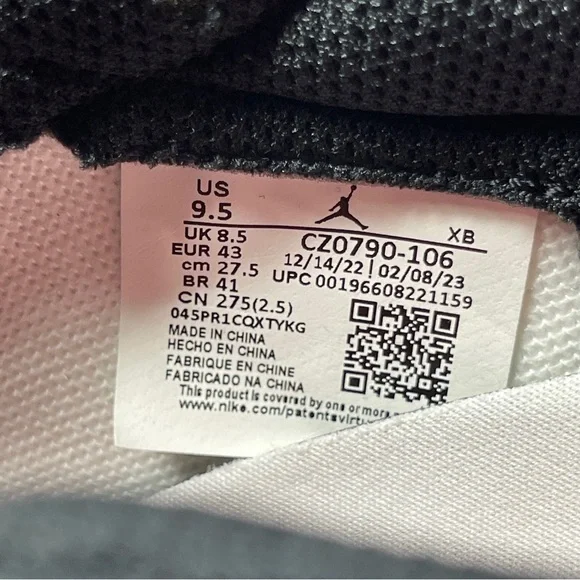 US
9.5
XB
UK 8.5
EUR 43
cm 27.5
BR 41
CN 275(2.5)
CZ0790-106
12/14/22 | 02/08/23
UPC 00196608221159
045PR1CQXTYKG
MADE IN CHINA
HECHO EN CHINA
FABRIQUE EN CHINE
FABRICADO NA CHINA
This product is covered by one or more
www.nike.com/patents